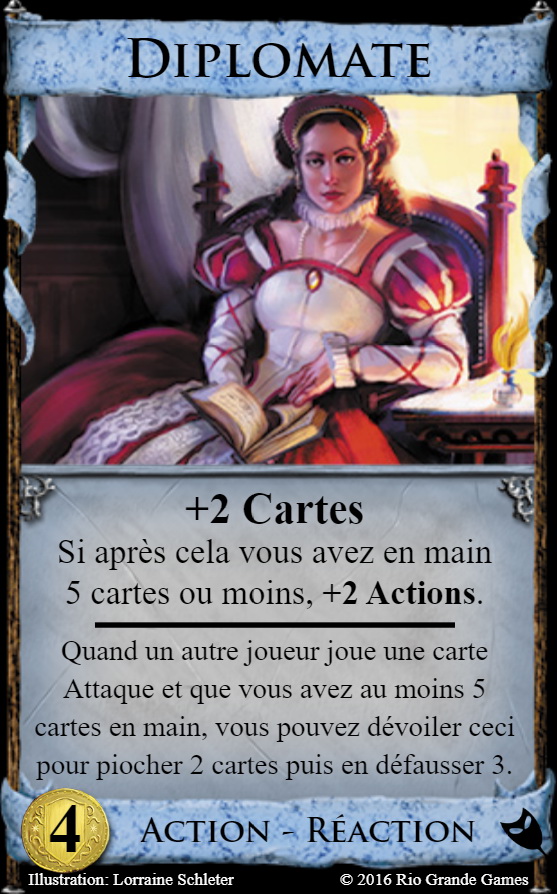 Diplomate
+2 Cartes
Si après cela vous avez en main
5 cartes ou moins, +2 Actions.
Quand un autre joueur joue une carte
Attaque et que vous avez au moins 5
cartes en main, vous pouvez dévoiler ceci
pour piocher 2 cartes puis en défausser 3.
4 Action - Réaction
Illustration: Lorraine Schleter © 2016 Rio Grande Games